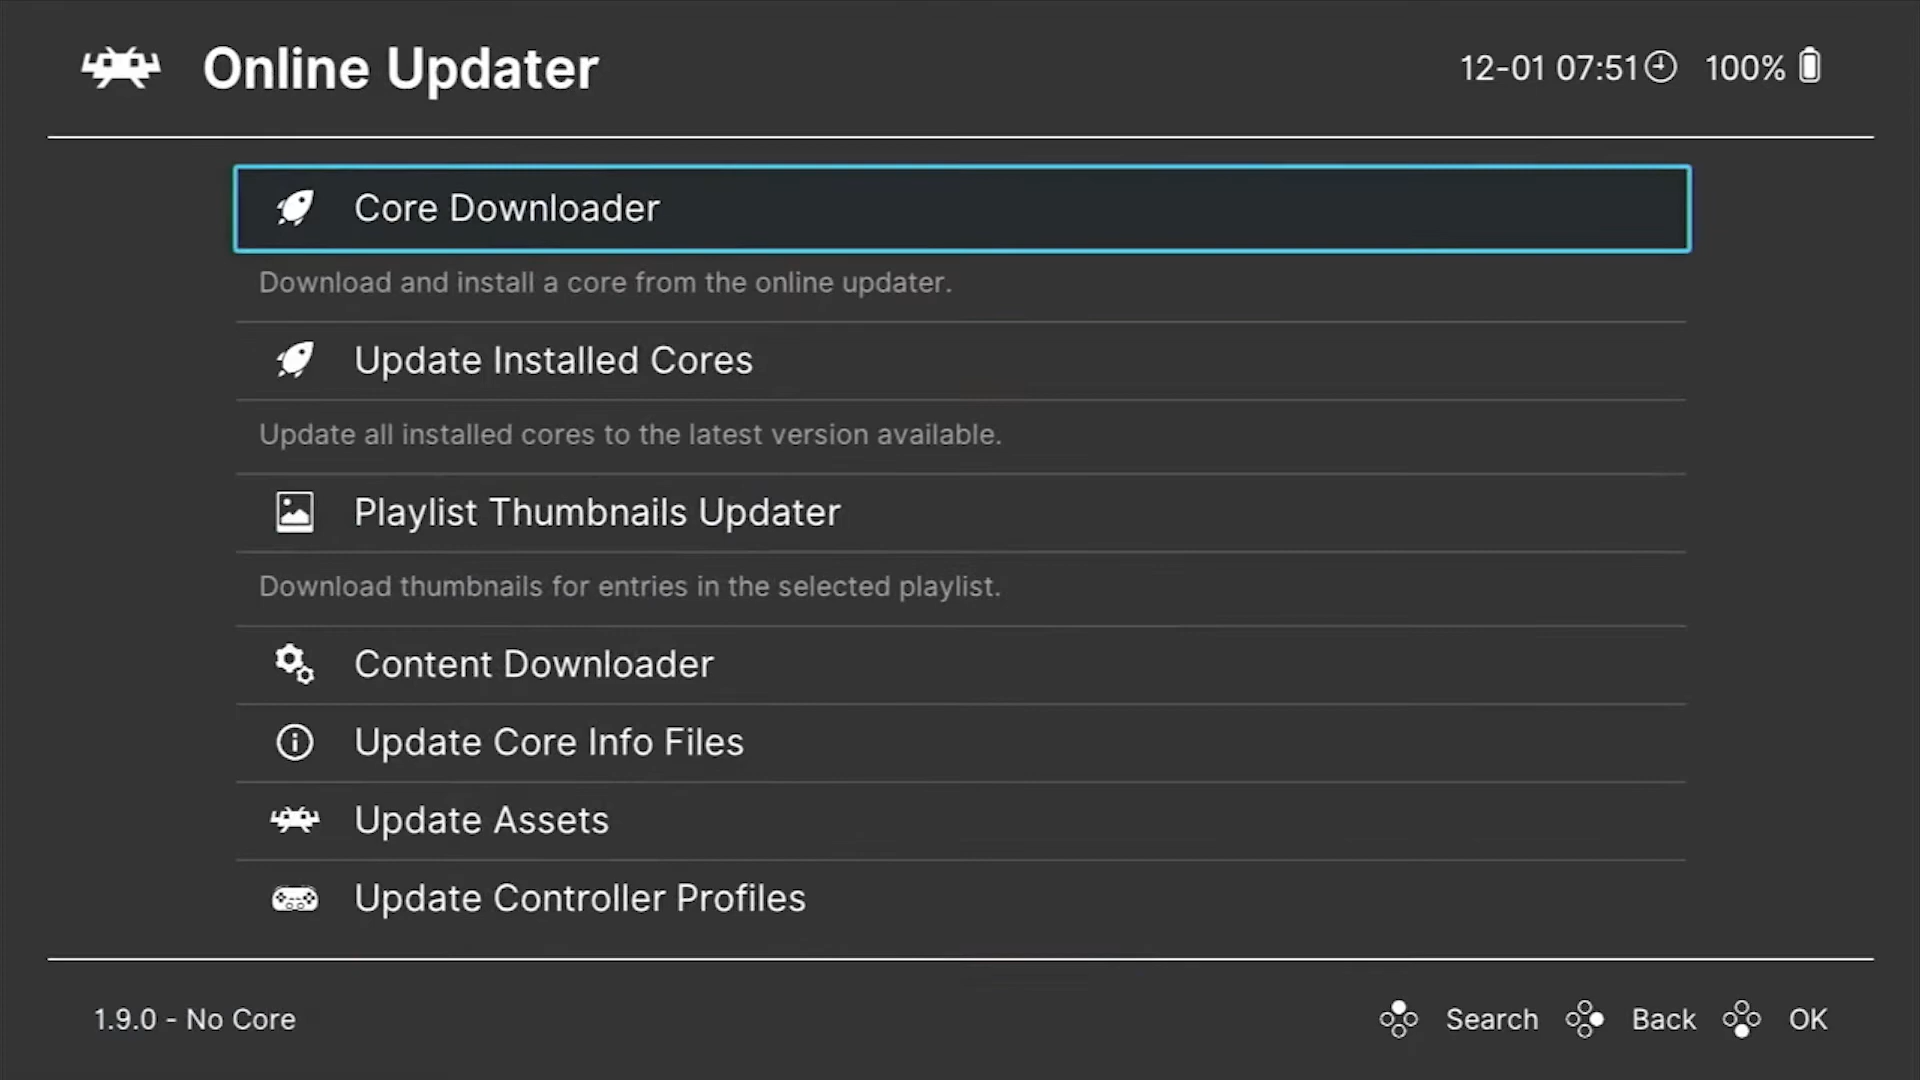 Online Updater
12-01 07:51 100%
Core Downloader
Download and install a core from the online updater.
Update Installed Cores
Update all installed cores to the latest version available.
Playlist Thumbnails Updater
Download thumbnails for entries in the selected playlist.
Content Downloader
Update Core Info Files
Update Assets
Update Controller Profiles
1.9.0 - No Core
Search Back OK